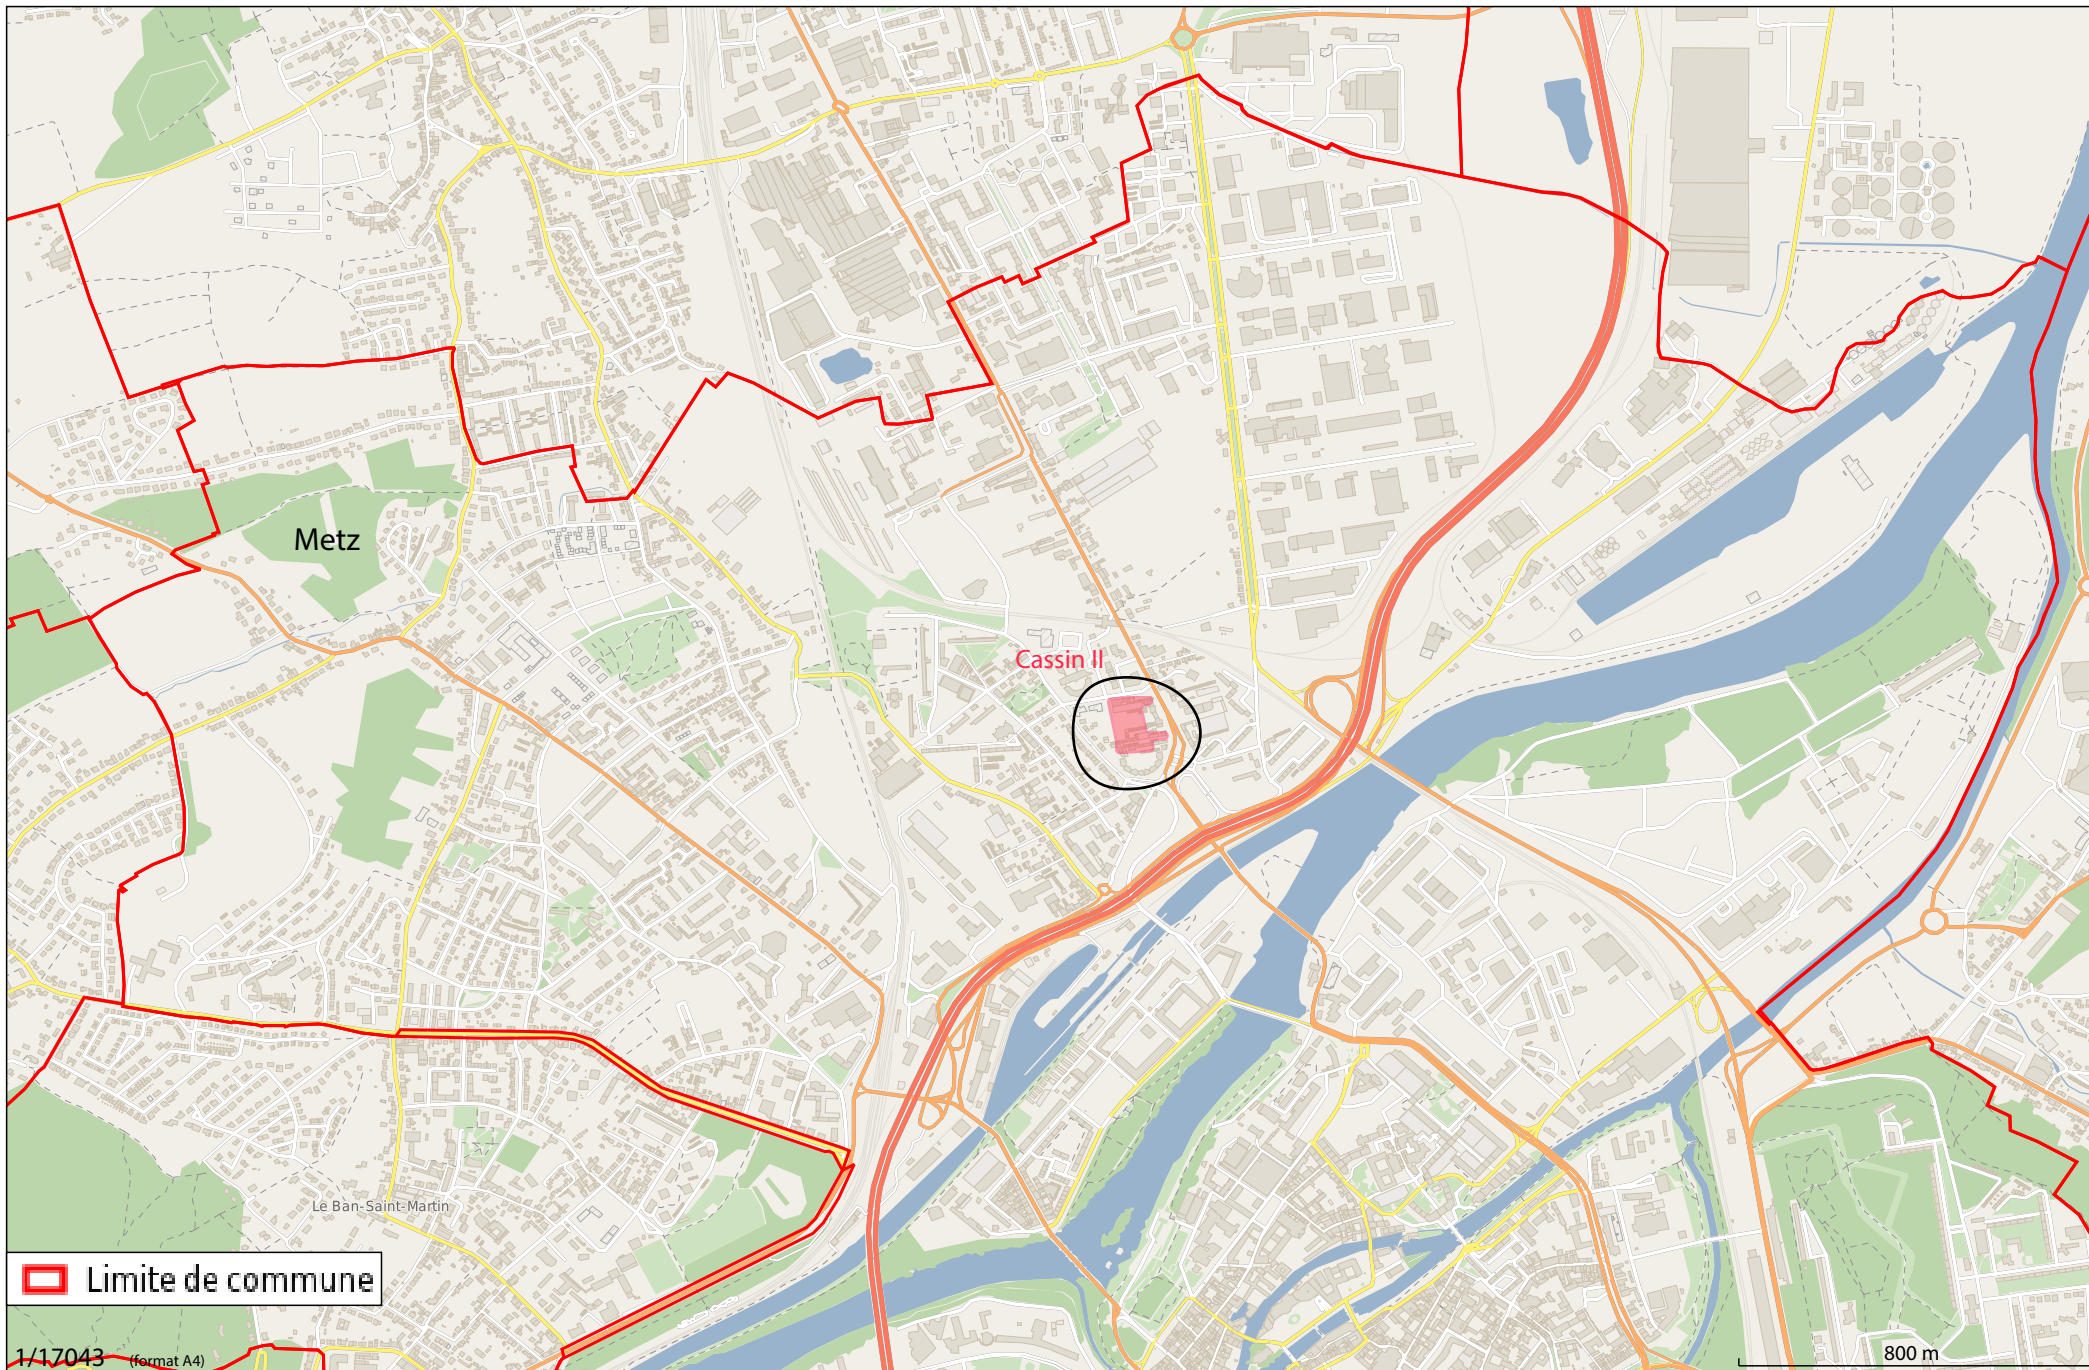 Metz
Cassin II
Le Ban-Saint-Martin
Limite de commune
1/17043 (format A4)
800 m